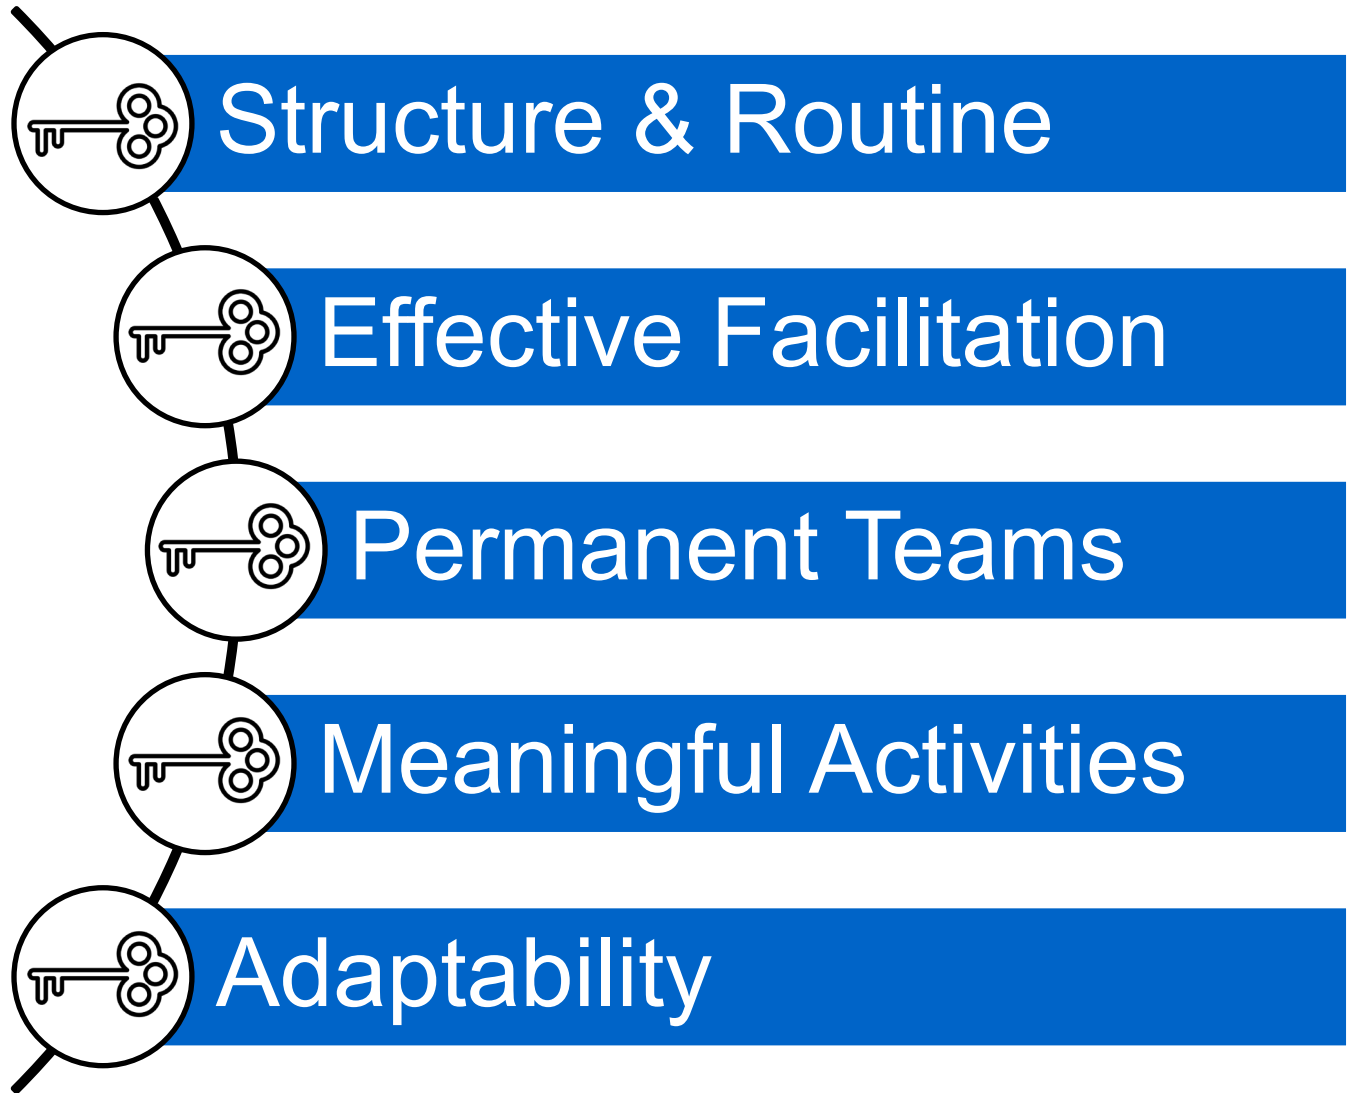 Structure & Routine
Effective Facilitation
Permanent Teams
Meaningful Activities
Adaptability